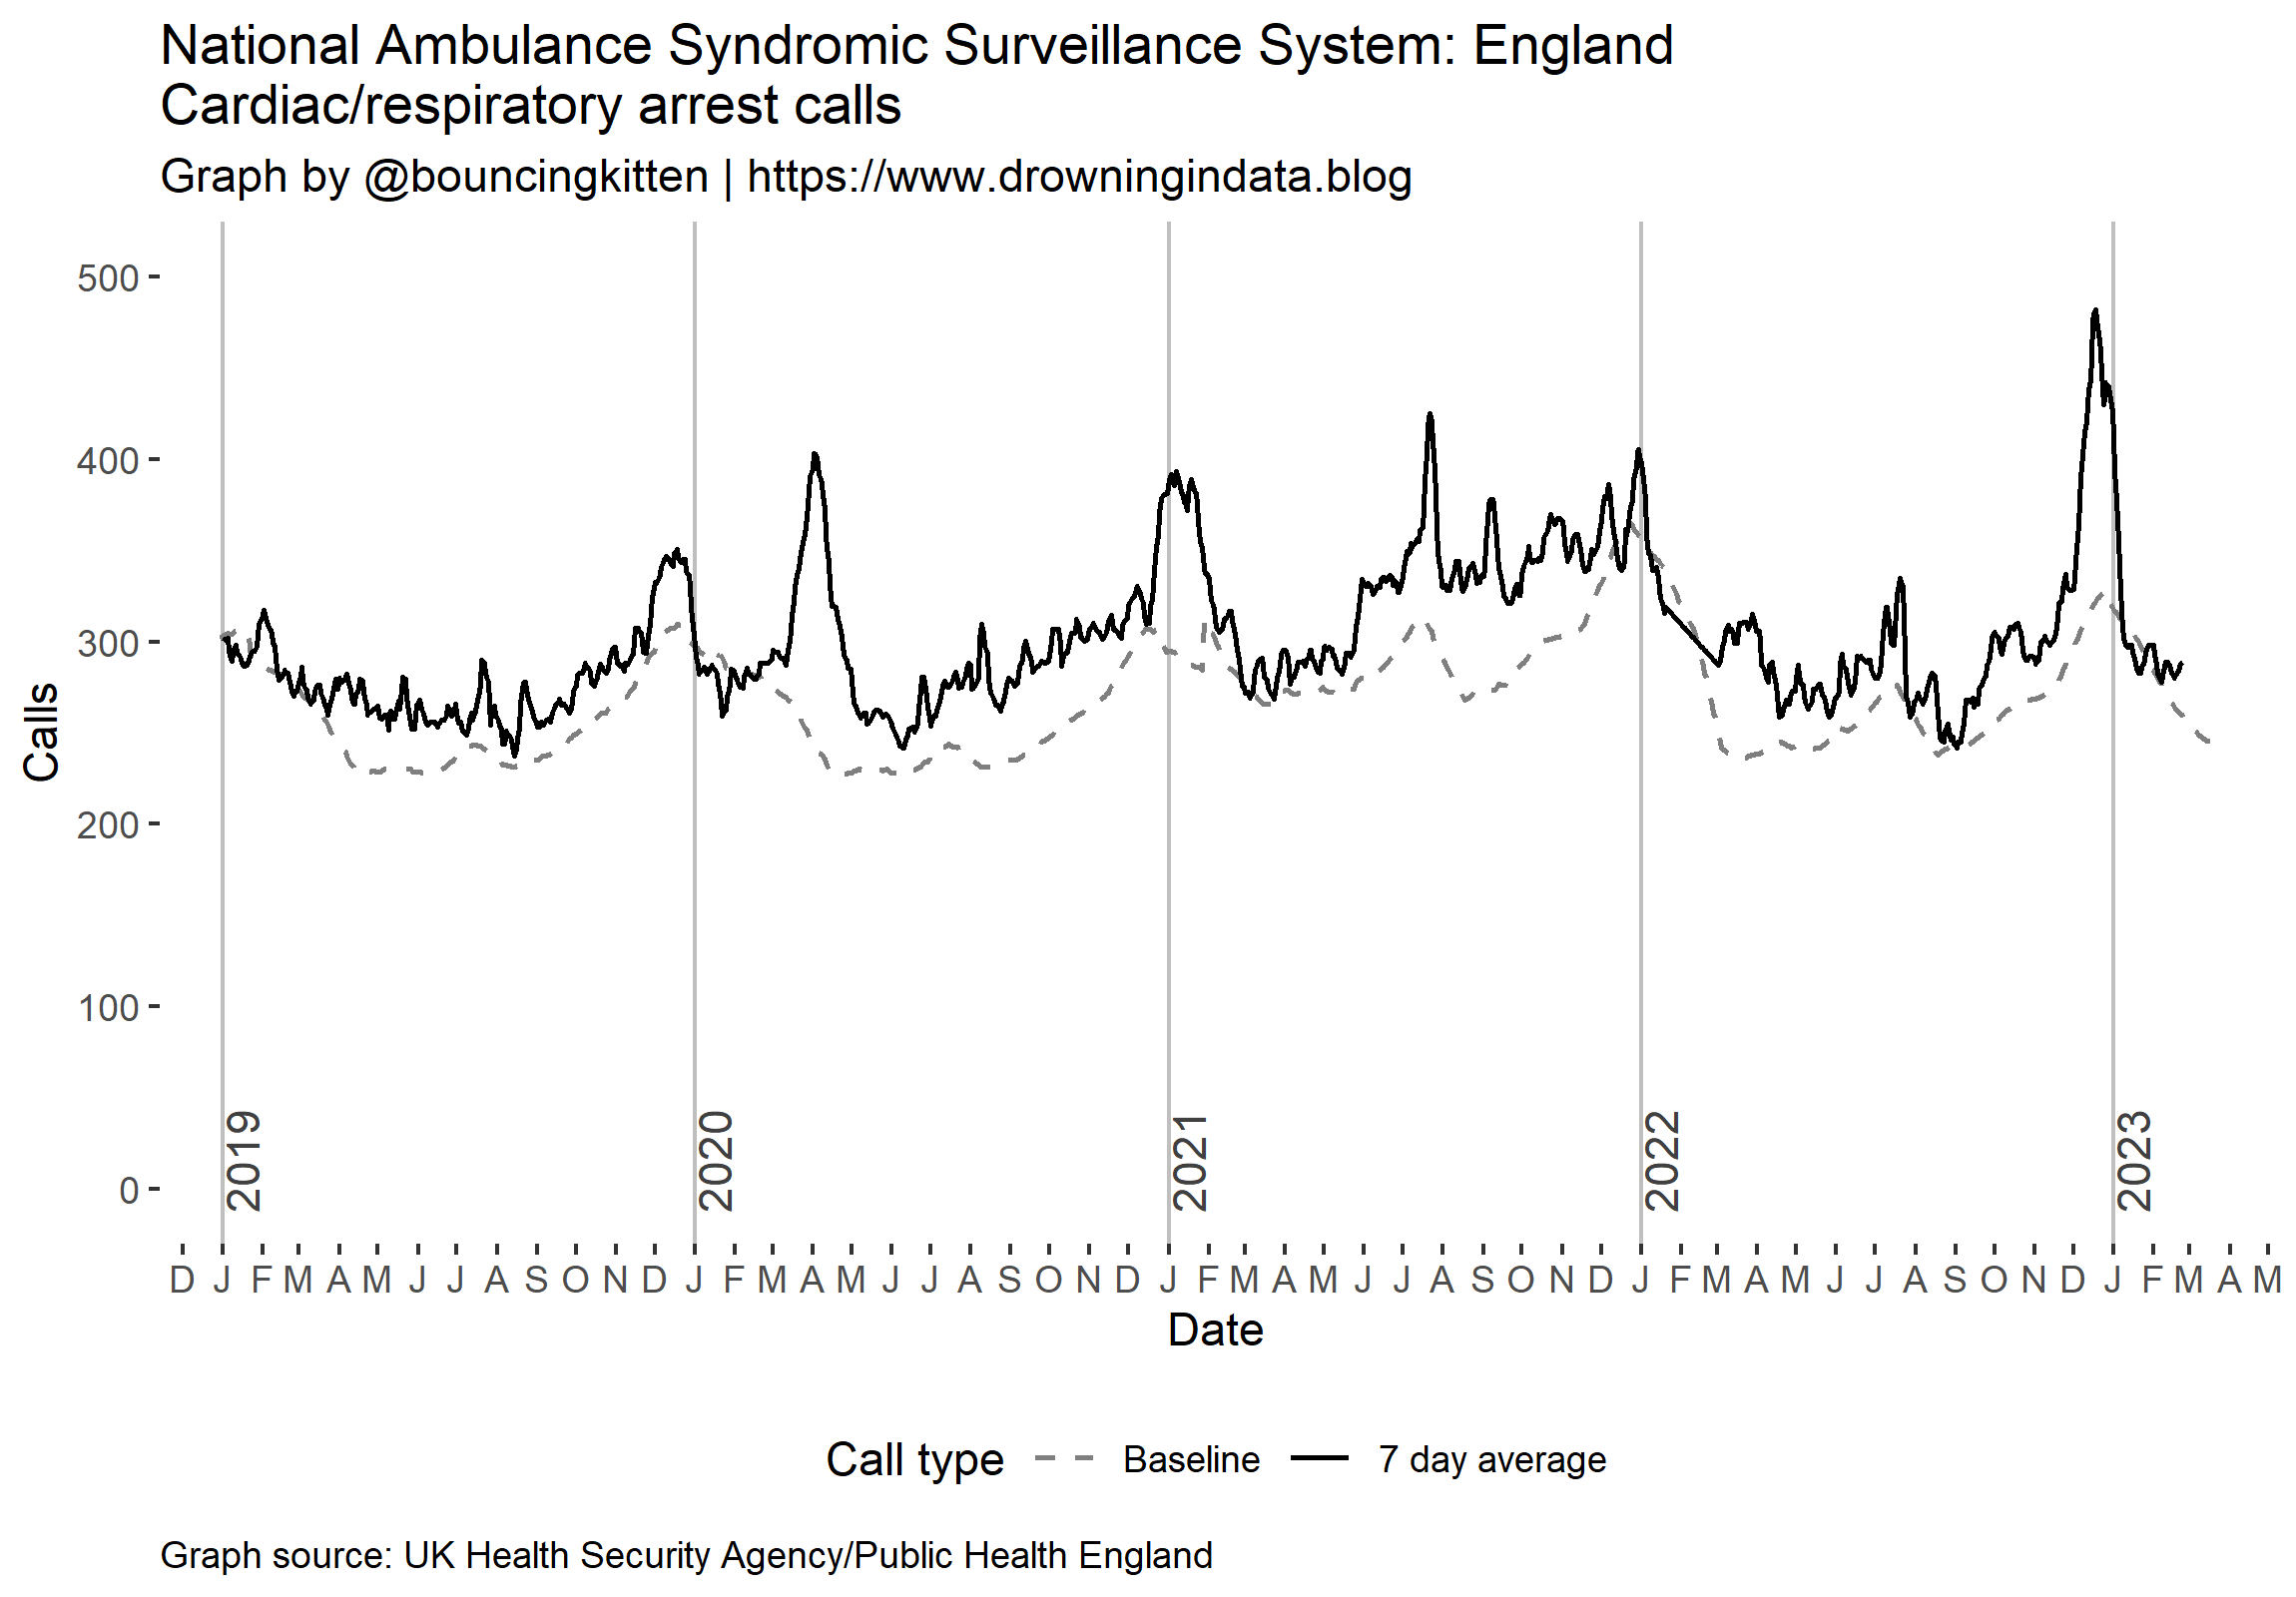 National Ambulance Syndromic Surveillance System: England
Cardiac/respiratory arrest calls
Graph by @bouncingkitten | https://www.drowningindata.blog
Calls
500
400
300
200
100
0
2019
2020
2021
2022
2023
D J F M A M J J A S O N D J F M A M J J A S O N D J F M A M J J A S O N D J F M A M J J A S O N D J F M A M
Date
Call type Baseline 7 day average
Graph source: UK Health Security Agency/Public Health England